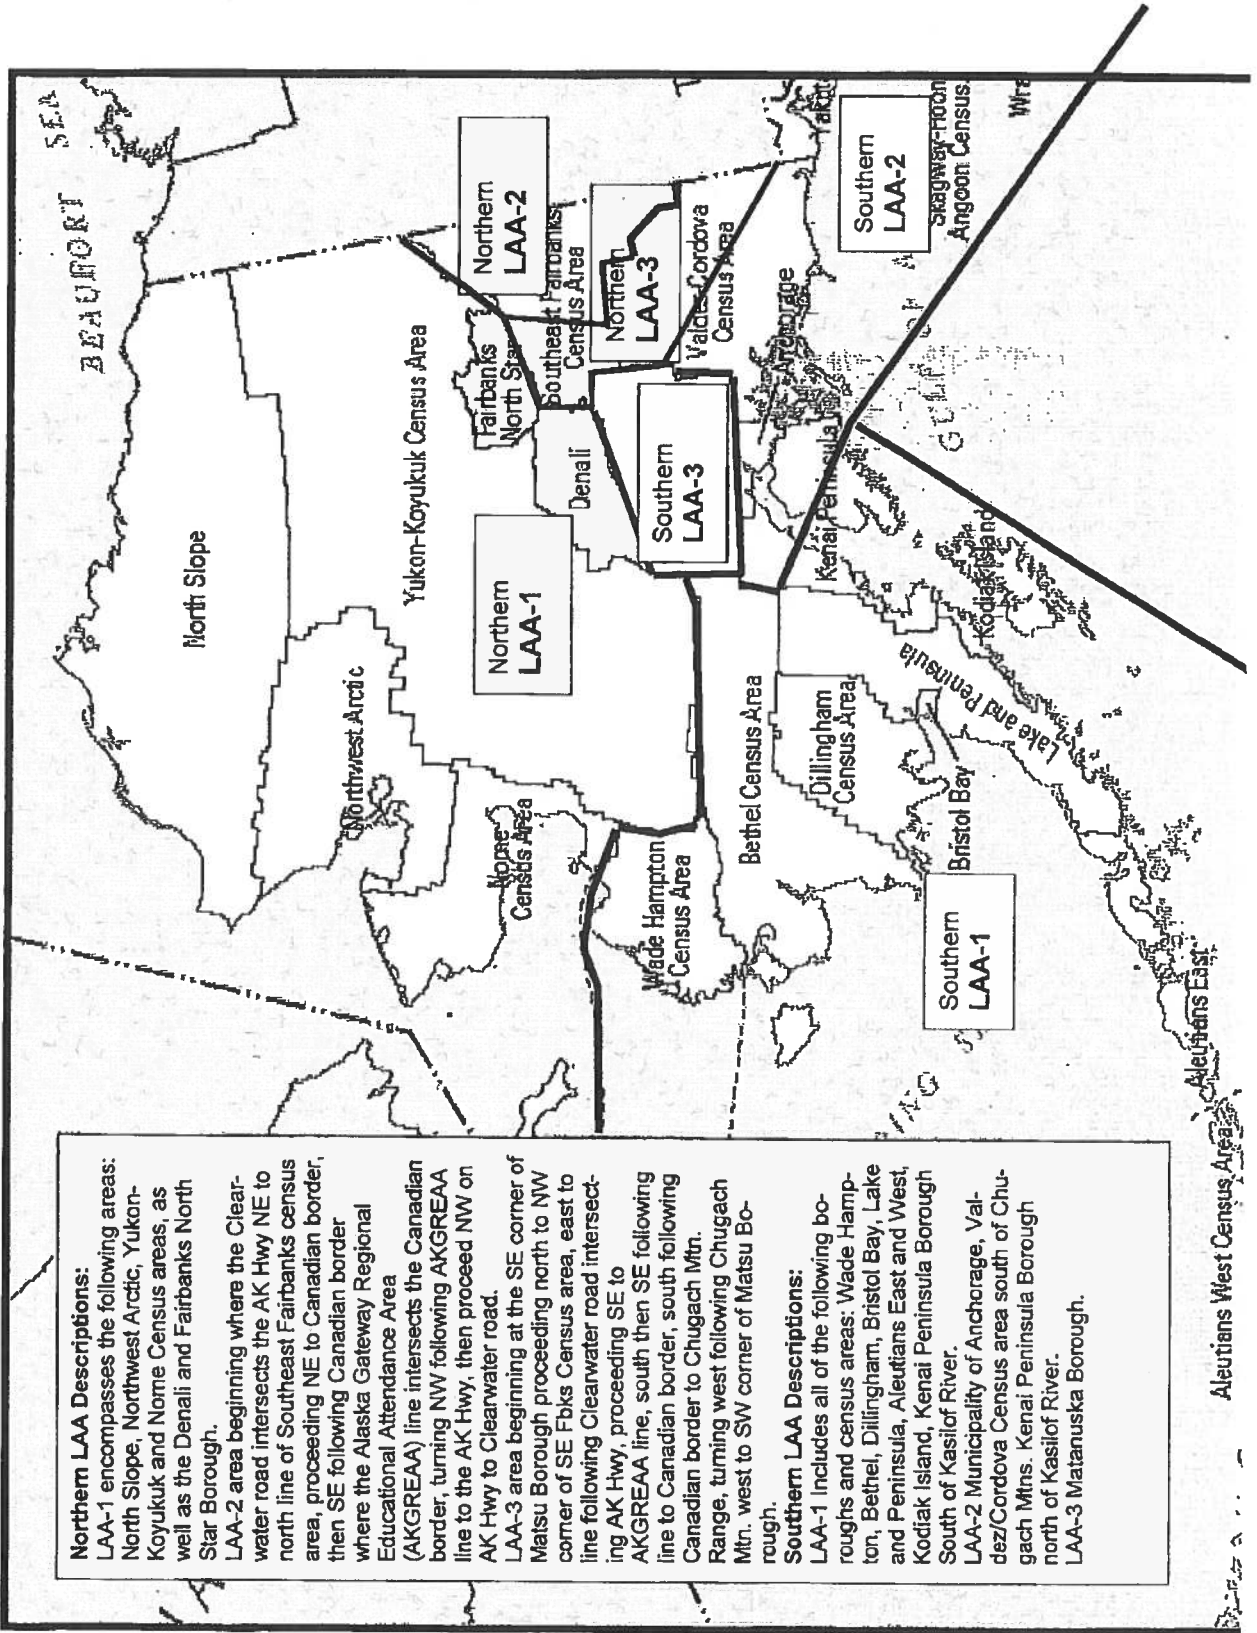 Northern LAA Descriptions:
LAA-1 encompasses the following areas:
North Slope, Northwest Arctic, Yukon-
Koyukuk and Nome Census areas, as
well as the Denali and Fairbanks North
Star Borough.
LAA-2 area beginning where the Clear-
water road intersects the AK Hwy NE to
north line of Southeast Fairbanks census
area, proceeding NE to Canadian border,
then SE following Canadian border
where the Alaska Gateway Regional
Educational Attendance Area
(AKGREAA) line intersects the Canadian
border, turning NW following AKGREAA
line to the AK Hwy, then proceed NW on
AK Hwy to Clearwater road.
LAA-3 area beginning at the SE corner of
Matsu Borough proceeding north to NW
corner of SE Fbks Census area, east to
line following Clearwater road intersect-
ing AK Hwy, proceeding SE to
AKGREAA line, south then SE following
line to Canadian border, south following
Canadian border to Chugach Mtn.
Range, turning west following Chugach
Mtn. west to SW corner of Matsu Bo-
rough.
Southern LAA Descriptions:
LAA-1 Includes all of the following bo-
roughs and census areas: Wade Hamp-
ton, Bethel, Dillingham, Bristol Bay, Lake
and Peninsula, Aleutians East and West,
Kodiak Island, Kenai Peninsula Borough
South of Kasilof River.
LAA-2 Municipality of Anchorage, Val-
dez/Cordova Census area south of Chu-
gach Mtns. Kenai Peninsula Borough
north of Kasilof River.
LAA-3 Matanuska Borough.
BEAUFORT
SEA
North Slope
Northwest Arctic
Yukon-Koyukuk Census Area
Nome
Census Area
Northern
LAA-1
Fairbanks
North Star
Northern
LAA-2
Denali
Southeast Fairbanks
Census Area
Northern
LAA-3
Wade Hampton
Census Area
Southern
LAA-3
Valdez-Cordova
Census Area
Bethel Census Area
Anchorage
Kenai Peninsula
Dillingham
Census Area
Southern
LAA-2
Skagway-Hoon
Angoon Census
Lake and Peninsula
Kodiak Island
Bristol Bay
Southern
LAA-1
Aleutians East
Aleutians West Census Area